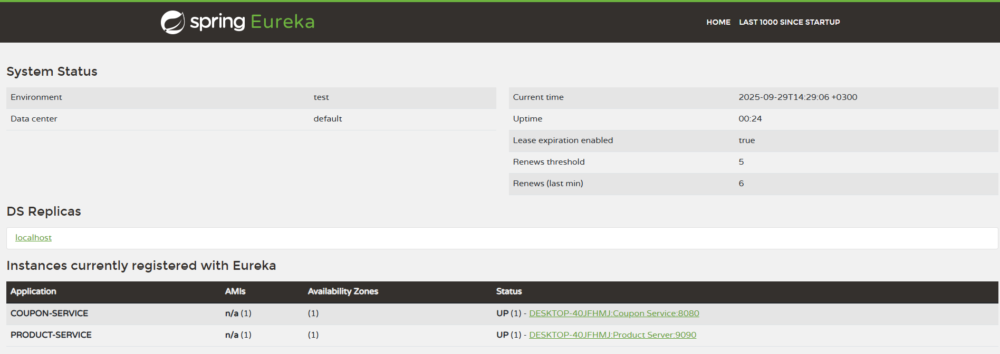 spring Eureka
HOME LAST 1000 SINCE STARTUP
System Status
Environment test
Data center default
Current time 2025-09-29T14:29:06 +0300
Uptime 00:24
Lease expiration enabled true
Renews threshold 5
Renews (last min) 6
DS Replicas
localhost
Instances currently registered with Eureka
Application AMIs Availability Zones Status
COUPON-SERVICE n/a (1) (1) UP (1) - DESKTOP-40JFHMJ:Coupon Service:8080
PRODUCT-SERVICE n/a (1) (1) UP (1) - DESKTOP-40JFHMJ:Product Server:9090